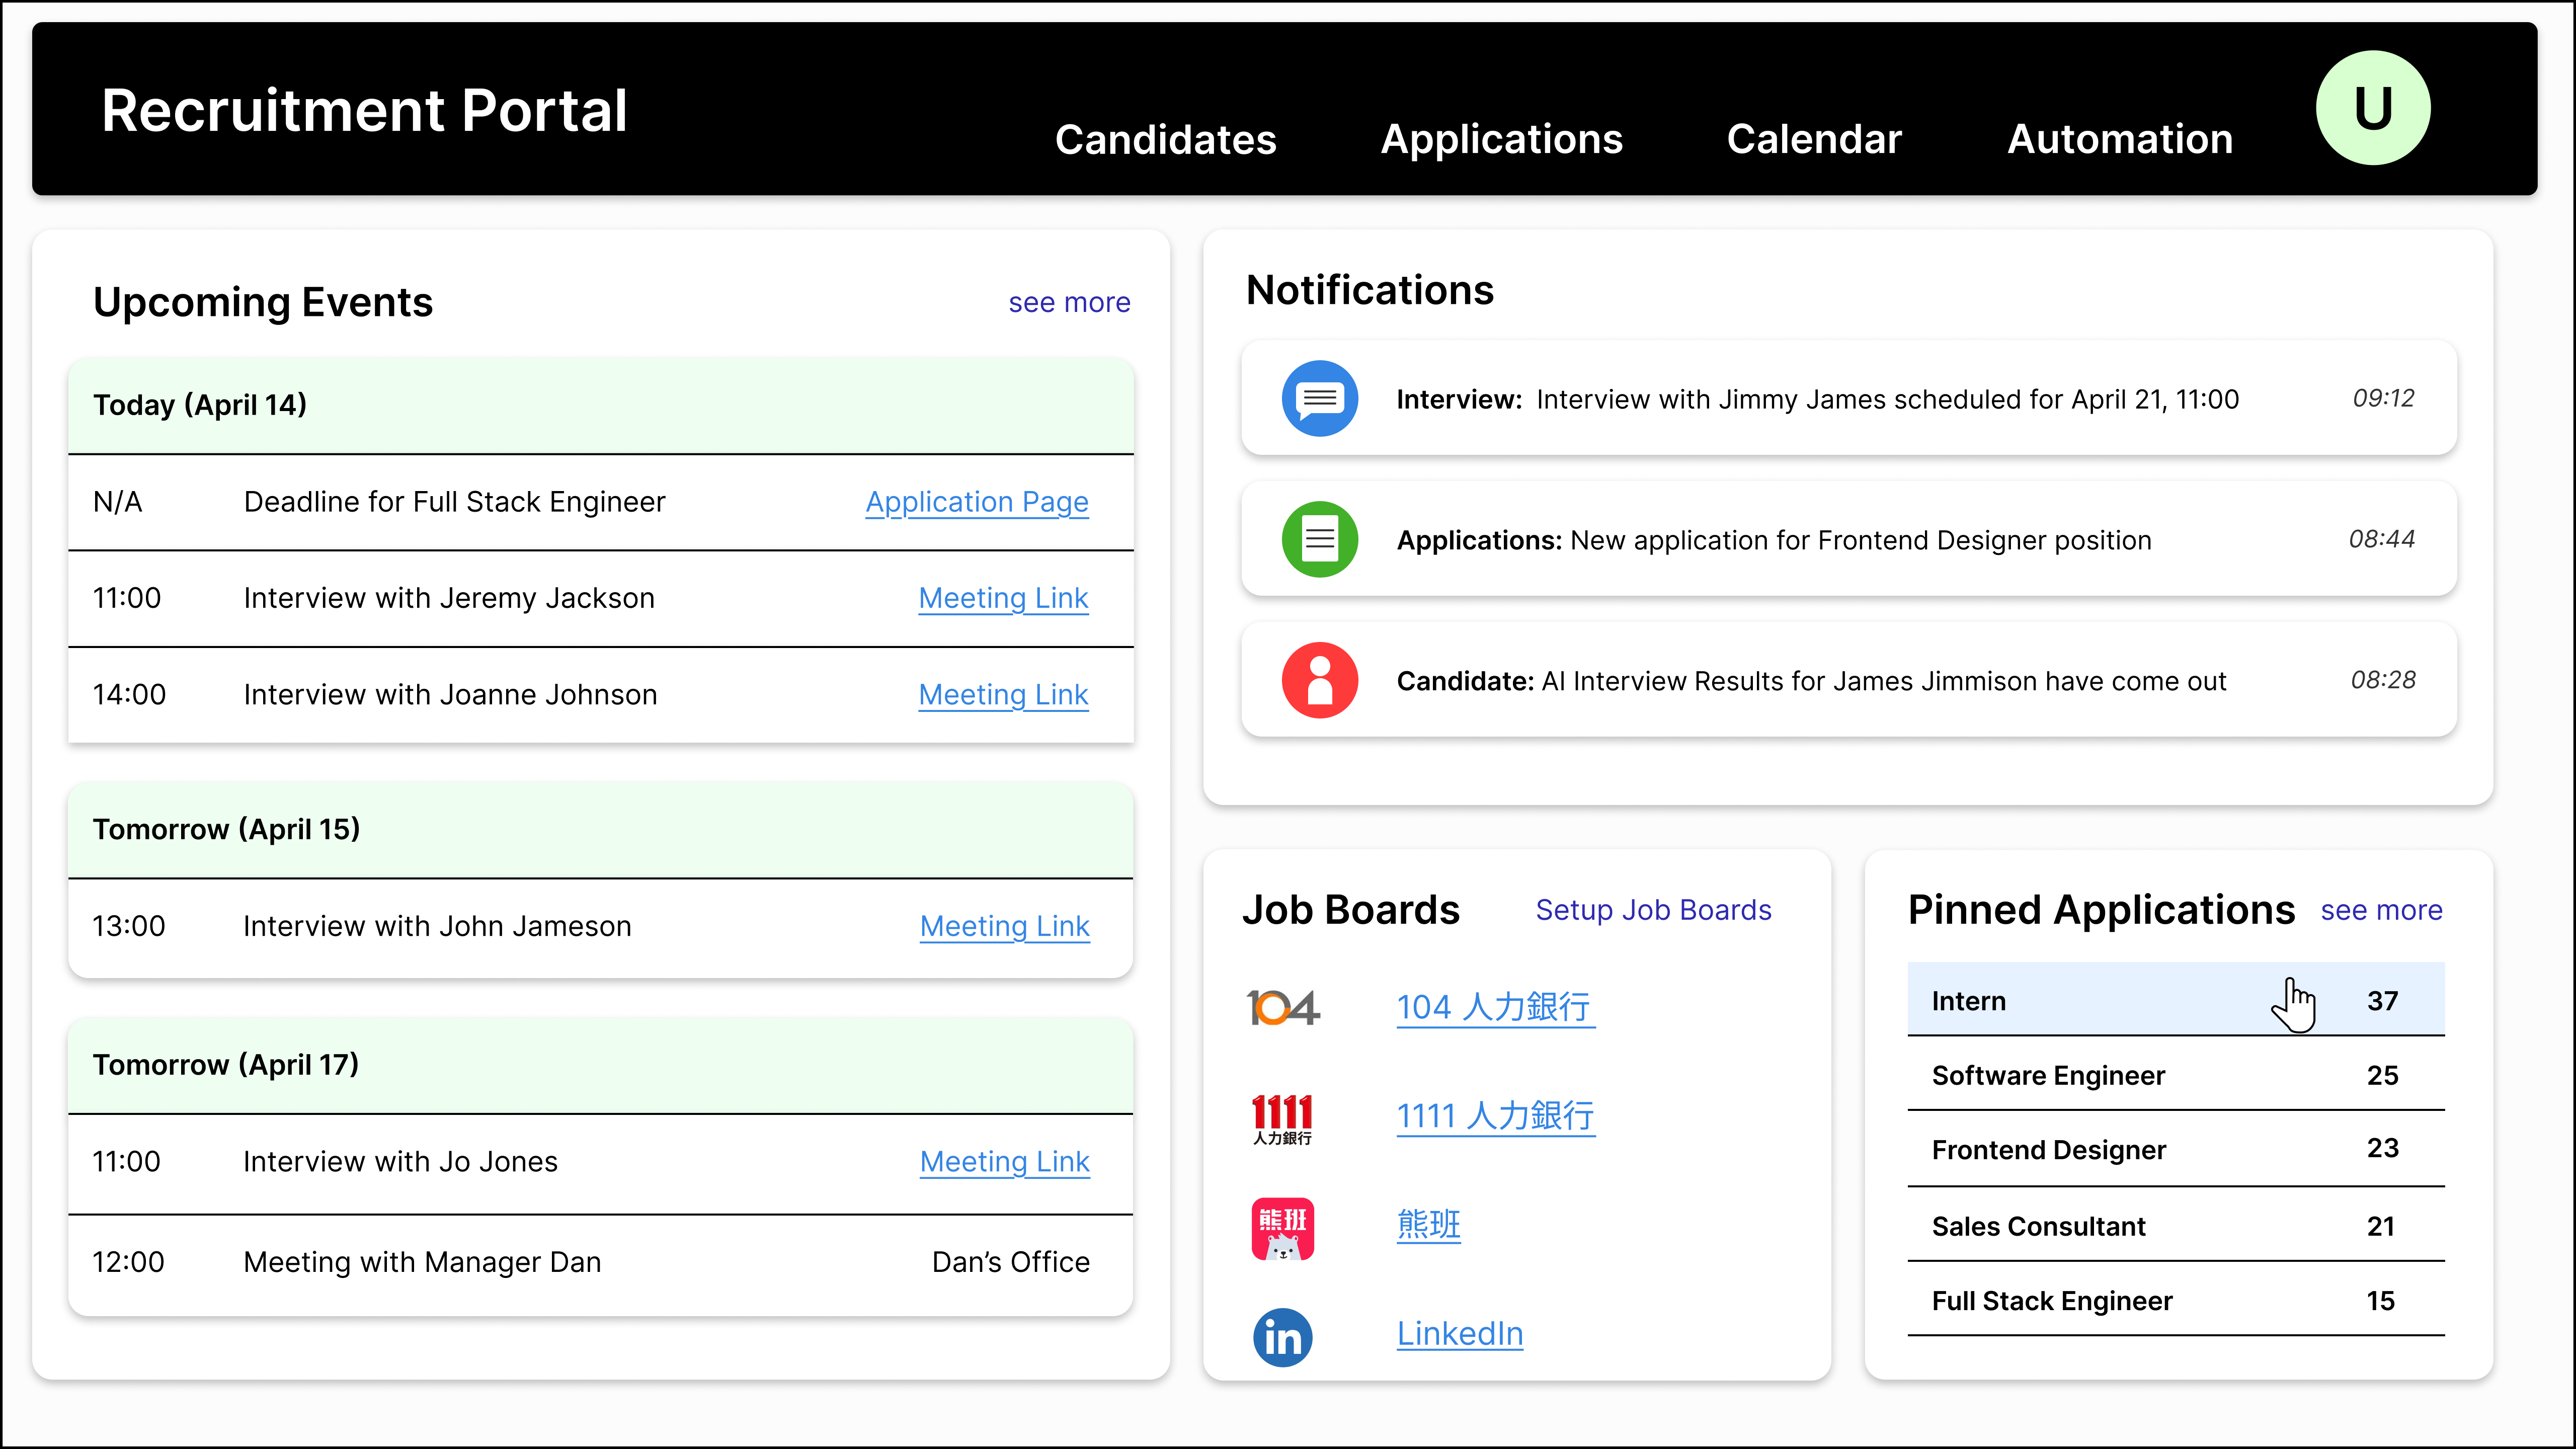 Recruitment Portal
Candidates
Applications
Calendar
Automation
U
Upcoming Events
see more
Today (April 14)
N/A Deadline for Full Stack Engineer Application Page
11:00 Interview with Jeremy Jackson Meeting Link
14:00 Interview with Joanne Johnson Meeting Link
Tomorrow (April 15)
13:00 Interview with John Jameson Meeting Link
Tomorrow (April 17)
11:00 Interview with Jo Jones Meeting Link
12:00 Meeting with Manager Dan Dan’s Office
Notifications
Interview: Interview with Jimmy James scheduled for April 21, 11:00 09:12
Applications: New application for Frontend Designer position 08:44
Candidate: AI Interview Results for James Jimmison have come out 08:28
Job Boards
Setup Job Boards
104 104 人力銀行
1111
人力銀行
1111 人力銀行
熊班 熊班
in LinkedIn
Pinned Applications
see more
Intern 37
Software Engineer 25
Frontend Designer 23
Sales Consultant 21
Full Stack Engineer 15